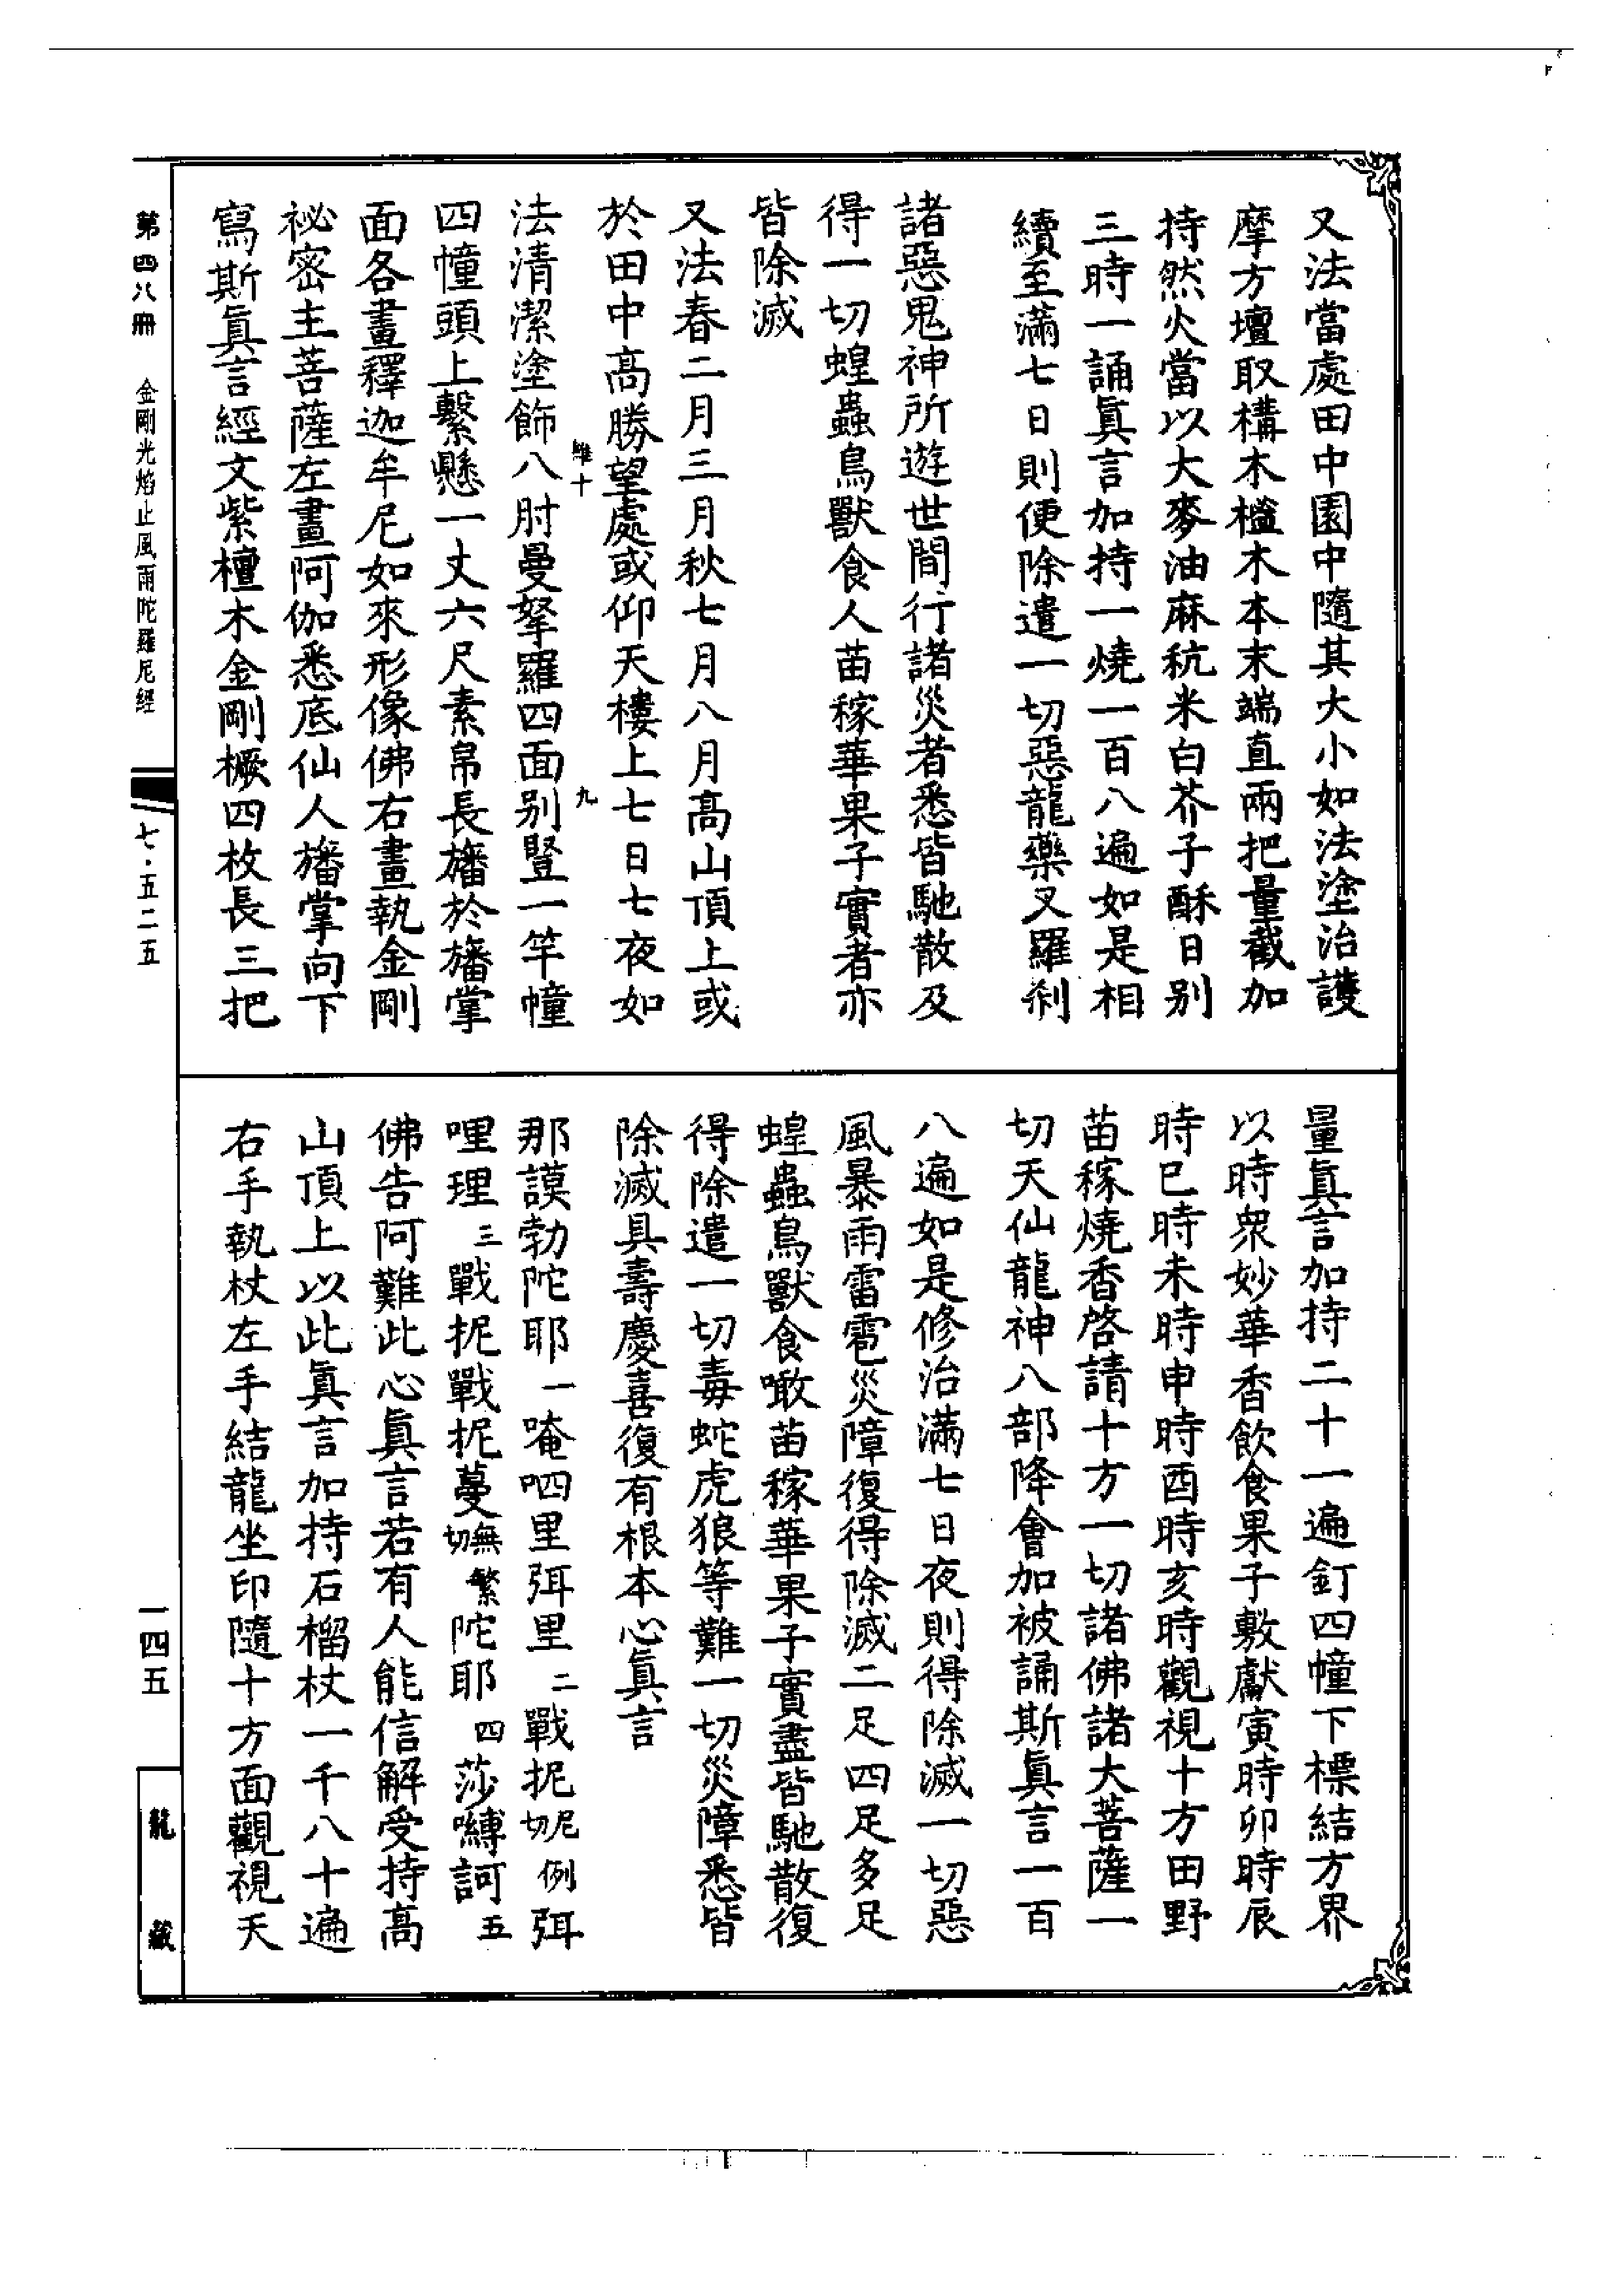 又法當處田中園中隨其大小如法塗治護
摩方壇取構木榓木本末端直兩把量截加
持然火當以大麥油麻秔米白芥子酥日別
三時一誦眞言加持一燒一百八遍如是相
續至滿七日則便除遣一切惡龍藥叉羅剎
諸惡鬼神所遊世間行諸災者悉皆馳散及
得一切蝗蟲鳥獸食人苗稼華果子實者亦
皆除滅
又法春二月三月秋七月八月高山頂上或
於田中高勝望處或仰天樓上七日七夜如
雞十 九
法清潔塗飾八肘曼拏羅四面別豎一竿幢
四幢頭上繫懸一丈六尺素帛長旛於旛掌
面各畫釋迦牟尼如來形像佛右畫執金剛
祕密主菩薩左畫阿伽悉底仙人旛掌向下
寫斯眞言經文紫檀木金剛橛四枚長三把
量眞言加持二十一遍釘四幢下標結方界
以時衆妙華香飲食果子敷獻寅時卯時辰
時巳時未時申時酉時亥時觀視十方田野
苗稼燒香啓請十方一切諸佛諸大菩薩一
切天仙龍神八部降會加被誦斯眞言一百
八遍如是修治滿七日夜則得除滅一切惡
風暴雨雷雹災障復得除滅二足四足多足
蝗蟲鳥獸食噉苗稼華果子實盡皆馳散復
得除遣一切毒蛇虎狼等難一切災障悉皆
除滅具壽慶喜復有根本心眞言
那謨勃陀耶一唵呬里弭里二戰抳尼例切弭
哩理三戰抳戰抳蔓無繁切陀耶四莎嚩訶五
佛告阿難此心眞言若有人能信解受持高
山頂上以此眞言加持石榴杖一千八十遍
右手執杖左手結龍坐印隨十方面觀視天
第四八冊 金剛光焰止風雨陀羅尼經
七·五二五
一四五
龍藏